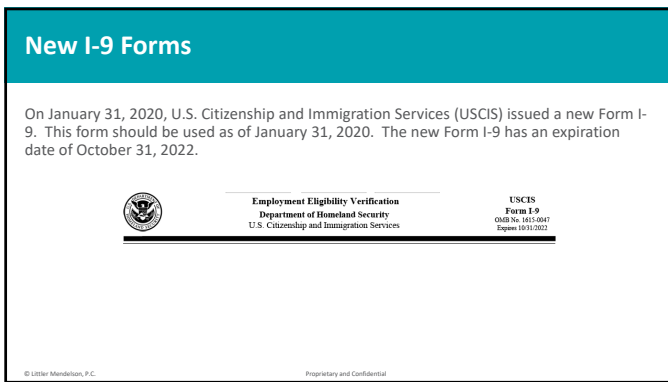 New I-9 Forms
On January 31, 2020, U.S. Citizenship and Immigration Services (USCIS) issued a new Form I-
9. This form should be used as of January 31, 2020. The new Form I-9 has an expiration
date of October 31, 2022.
Employment Eligibility Verification
Department of Homeland Security
U.S. Citizenship and Immigration Services
USCIS
Form I-9
OMB No. 1615-0047
Expires 10/31/2022
© Littler Mendelson, P.C.
Proprietary and Confidential